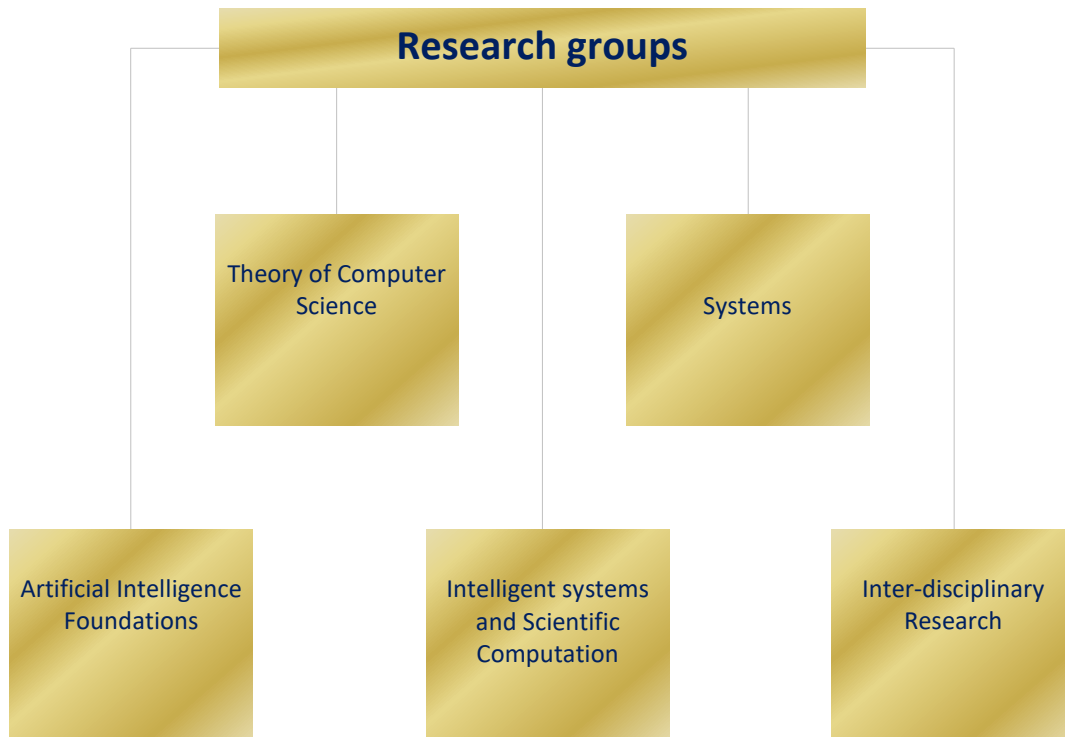 Research groups
Theory of Computer
Science
Systems
Artificial Intelligence
Foundations
Intelligent systems
and Scientific
Computation
Inter-disciplinary
Research